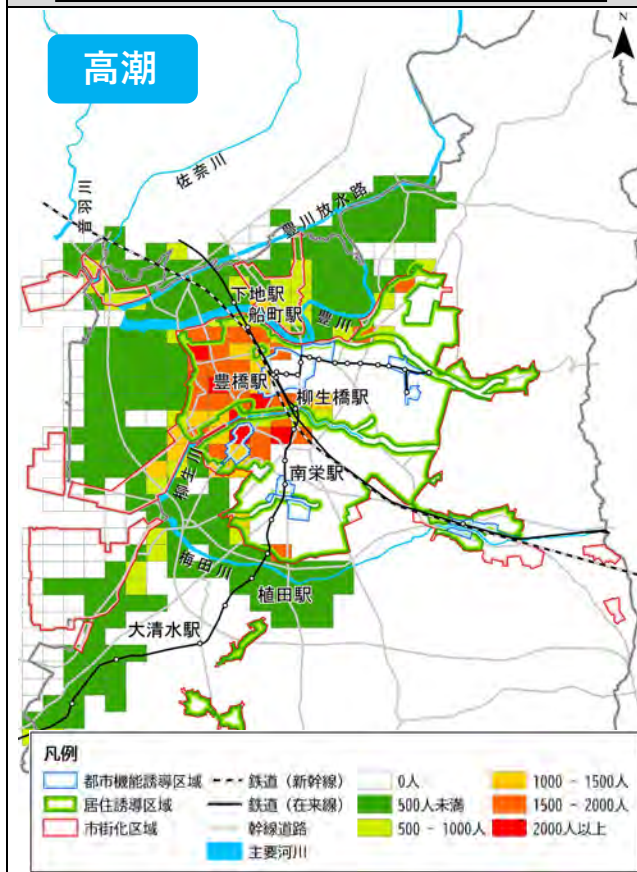 高潮
N
佐奈川
音羽川
豊川放水路
下地駅
船町駅
豊川
豊橋駅
柳生橋駅
柳生川
南栄駅
梅田川
植田駅
大清水駅
凡例
都市機能誘導区域 鉄道（新幹線） 0人 1000 - 1500人
居住誘導区域 鉄道（在来線） 500人未満 1500 - 2000人
市街化区域 幹線道路 500 - 1000人 2000人以上
主要河川